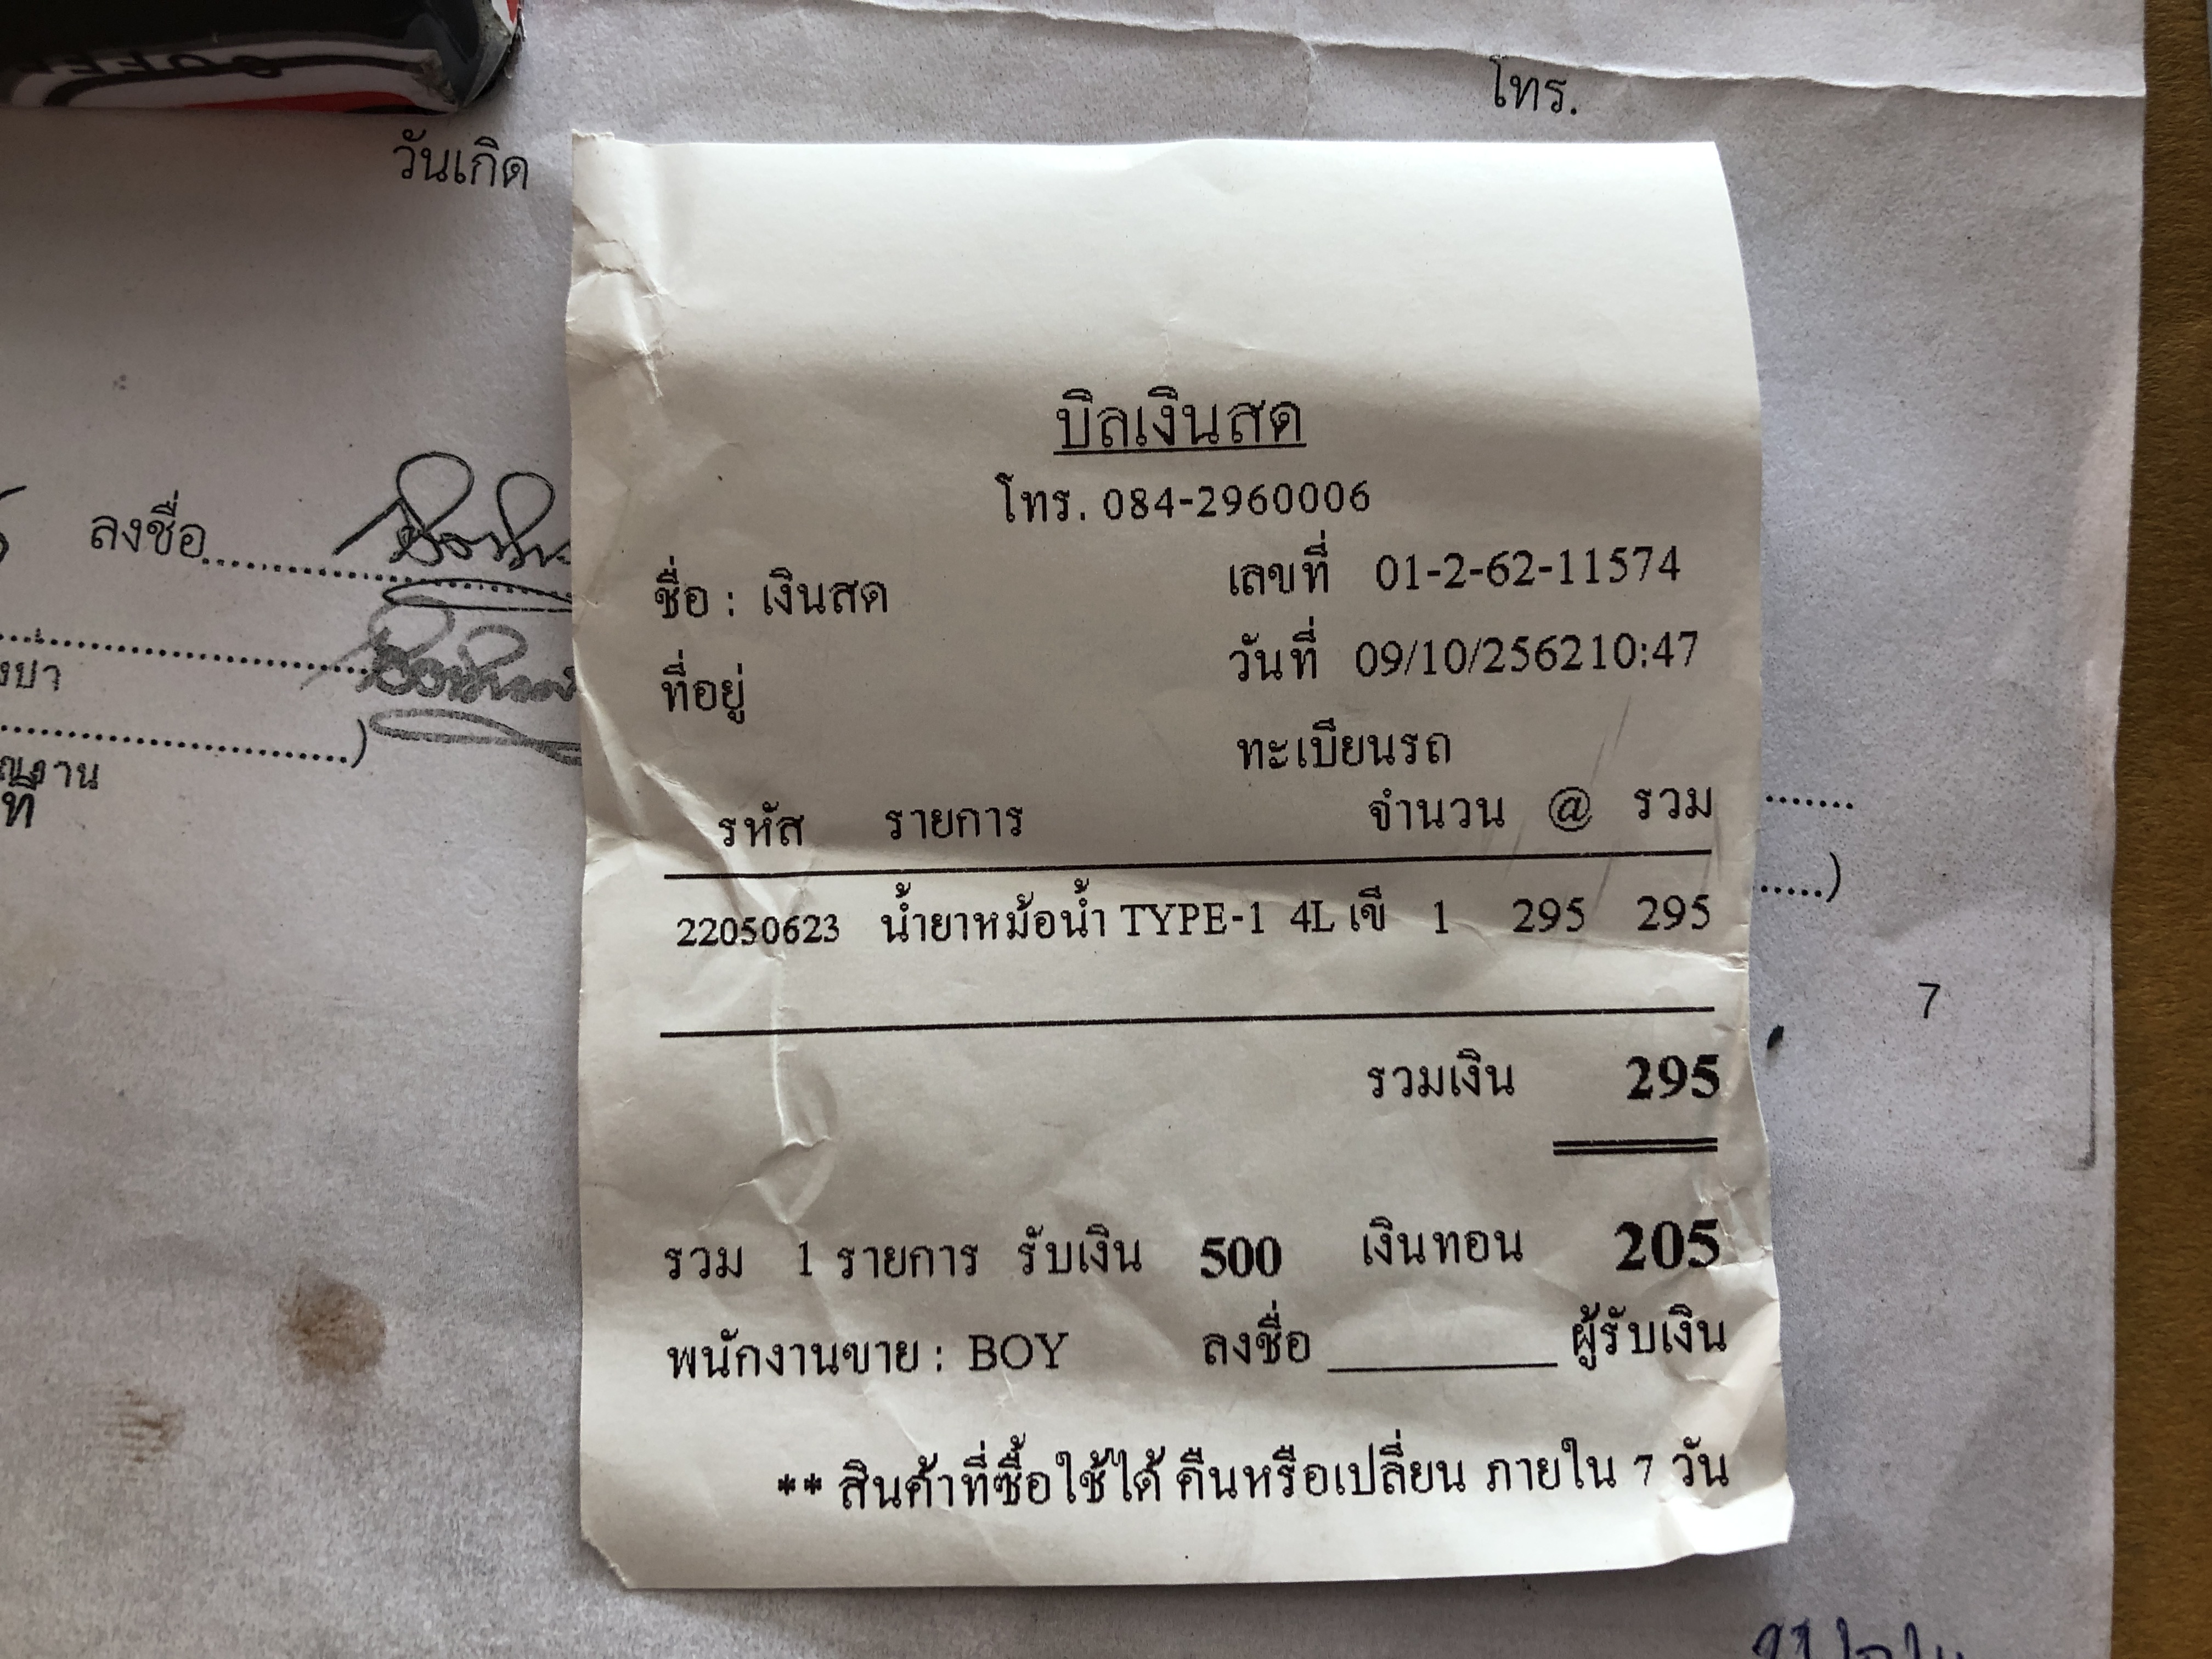 โทร.
วันเกิด
บิลเงินสด
โทร. 084-2960006
ลงชื่อ
ชื่อ : เงินสด เลขที่ 01-2-62-11574
ที่อยู่ วันที่ 09/10/256210:47
ทะเบียนรถ
ที่
รหัส รายการ จำนวน @ รวม
22050623 น้ำยาหม้อน้ำ TYPE-1 4L เขี 1 295 295
7
รวมเงิน 295
รวม 1 รายการ รับเงิน 500 เงินทอน 205
พนักงานขาย : BOY ลงชื่อ ________ ผู้รับเงิน
** สินค้าที่ซื้อใช้ได้ คืนหรือเปลี่ยน ภายใน 7 วัน